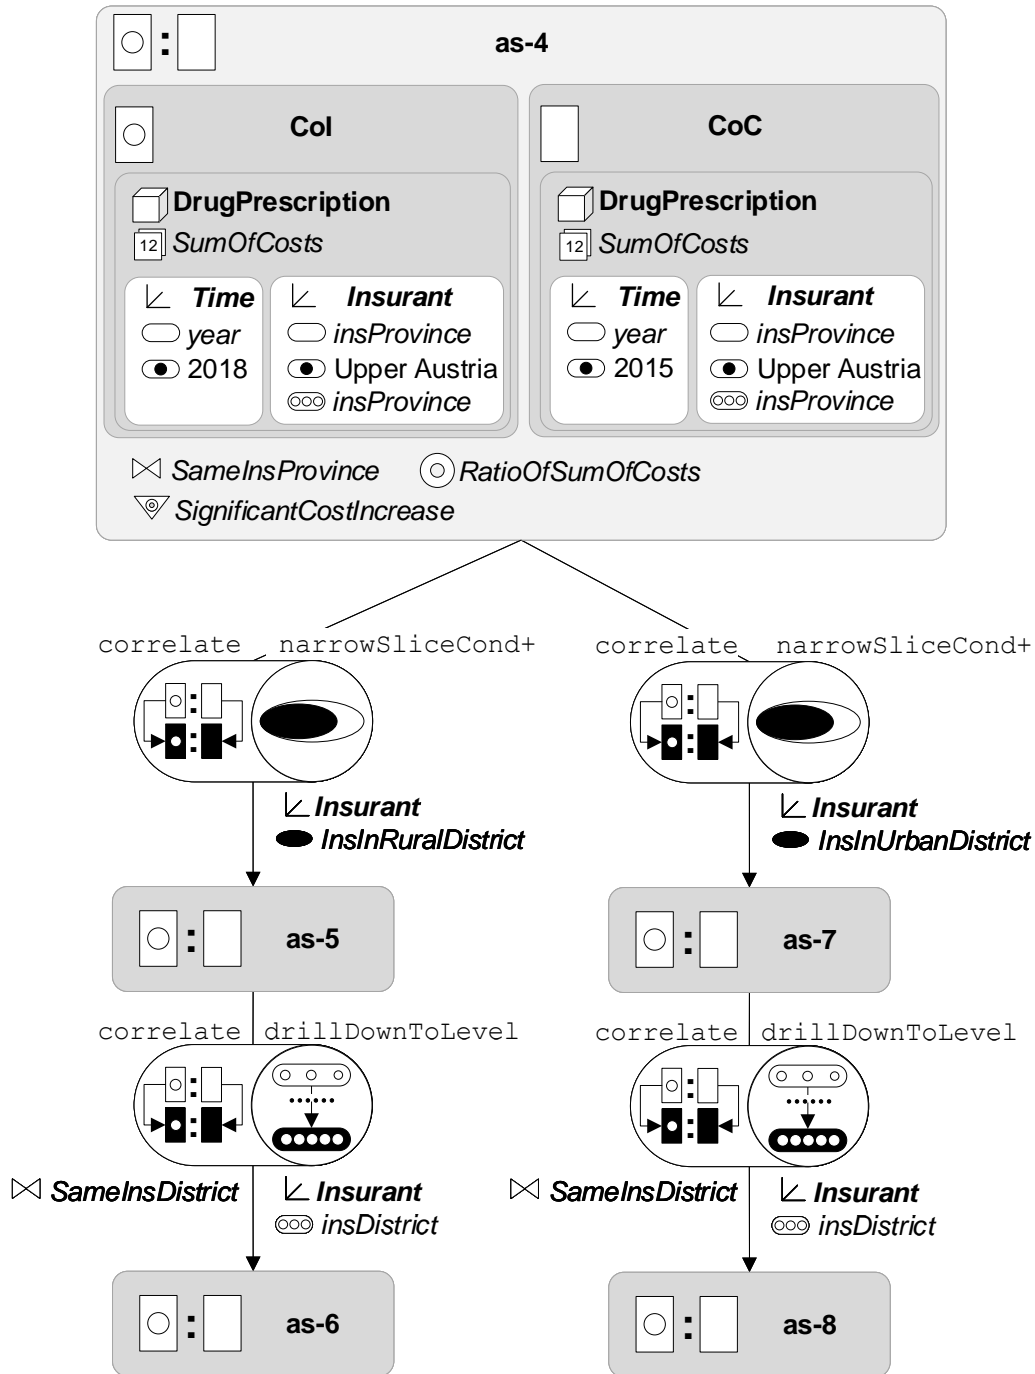 as-4
CoI
CoC
DrugPrescription
12 SumOfCosts
Time
year
2018
Insurant
insProvince
Upper Austria
insProvince
DrugPrescription
12 SumOfCosts
Time
year
2015
Insurant
insProvince
Upper Austria
insProvince
SameInsProvince
RatioOfSumOfCosts
SignificantCostIncrease
correlate narrowSliceCond+
correlate narrowSliceCond+
Insurant
InsInRuralDistrict
Insurant
InsInUrbanDistrict
as-5
as-7
correlate drillDownToLevel
correlate drillDownToLevel
SameInsDistrict
Insurant
insDistrict
SameInsDistrict
Insurant
insDistrict
as-6
as-8